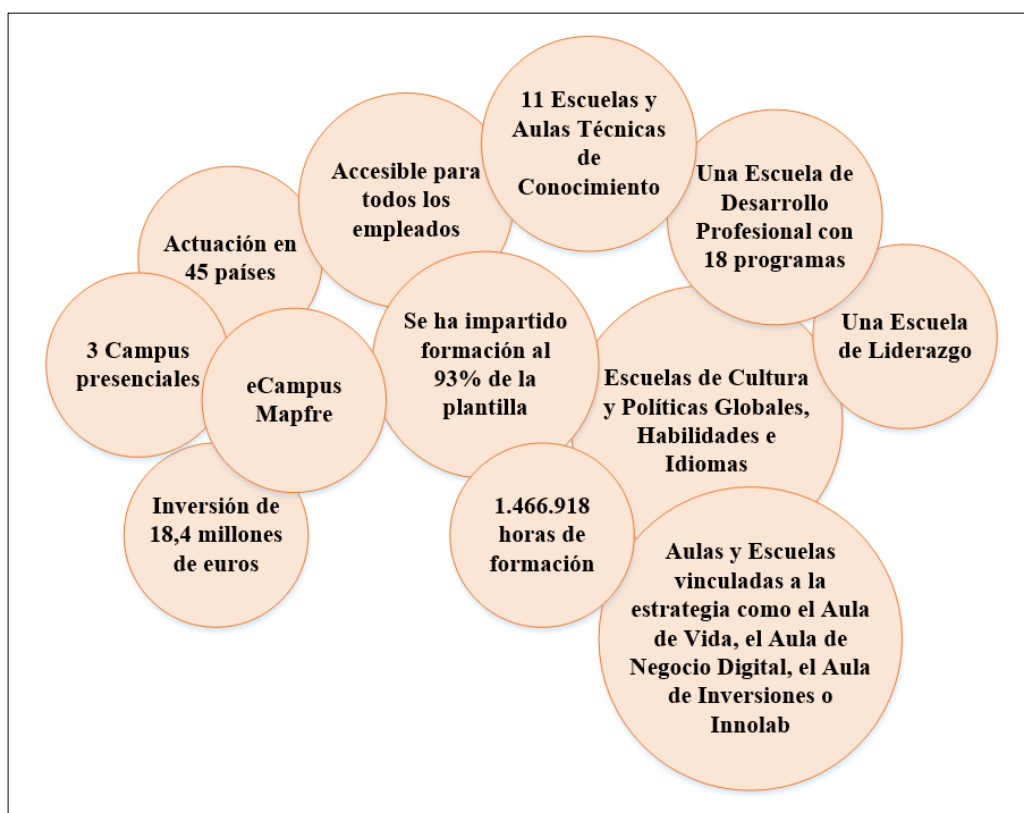 11 Escuelas y
Aulas Técnicas
de
Conocimiento
Accesible para
todos los
empleados
Una Escuela de
Desarrollo
Profesional con
18 programas
Actuación en
45 países
3 Campus
presenciales
eCampus
Mapfre
Se ha impartido
formación al
93% de la
plantilla
Una Escuela
de Liderazgo
Escuelas de Cultura
y Políticas Globales,
Habilidades e
Idiomas
Inversión de
18,4 millones
de euros
1.466.918
horas de
formación
Aulas y Escuelas
vinculadas a la
estrategia como el Aula
de Vida, el Aula de
Negocio Digital, el Aula
de Inversiones o
Innolab